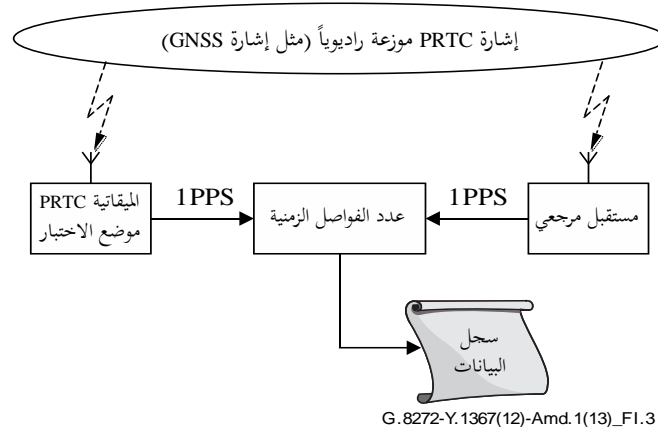 إشارة PRTC موزعة راديوياً (مثل إشارة GNSS)
مستقبل مرجعي
1PPS
عدد الفواصل الزمنية
1PPS
الميقاتية PRTC
موضع الاختبار
سجل
البيانات
G.8272-Y.1367(12)-Amd.1(13)_FI.3